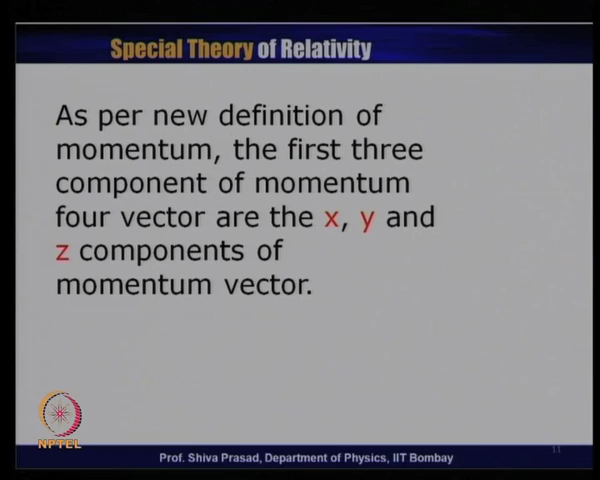 Special Theory of Relativity
As per new definition of
momentum, the first three
component of momentum
four vector are the x, y and
z components of
momentum vector.
NPTEL
Prof. Shiva Prasad, Department of Physics, IIT Bombay
11